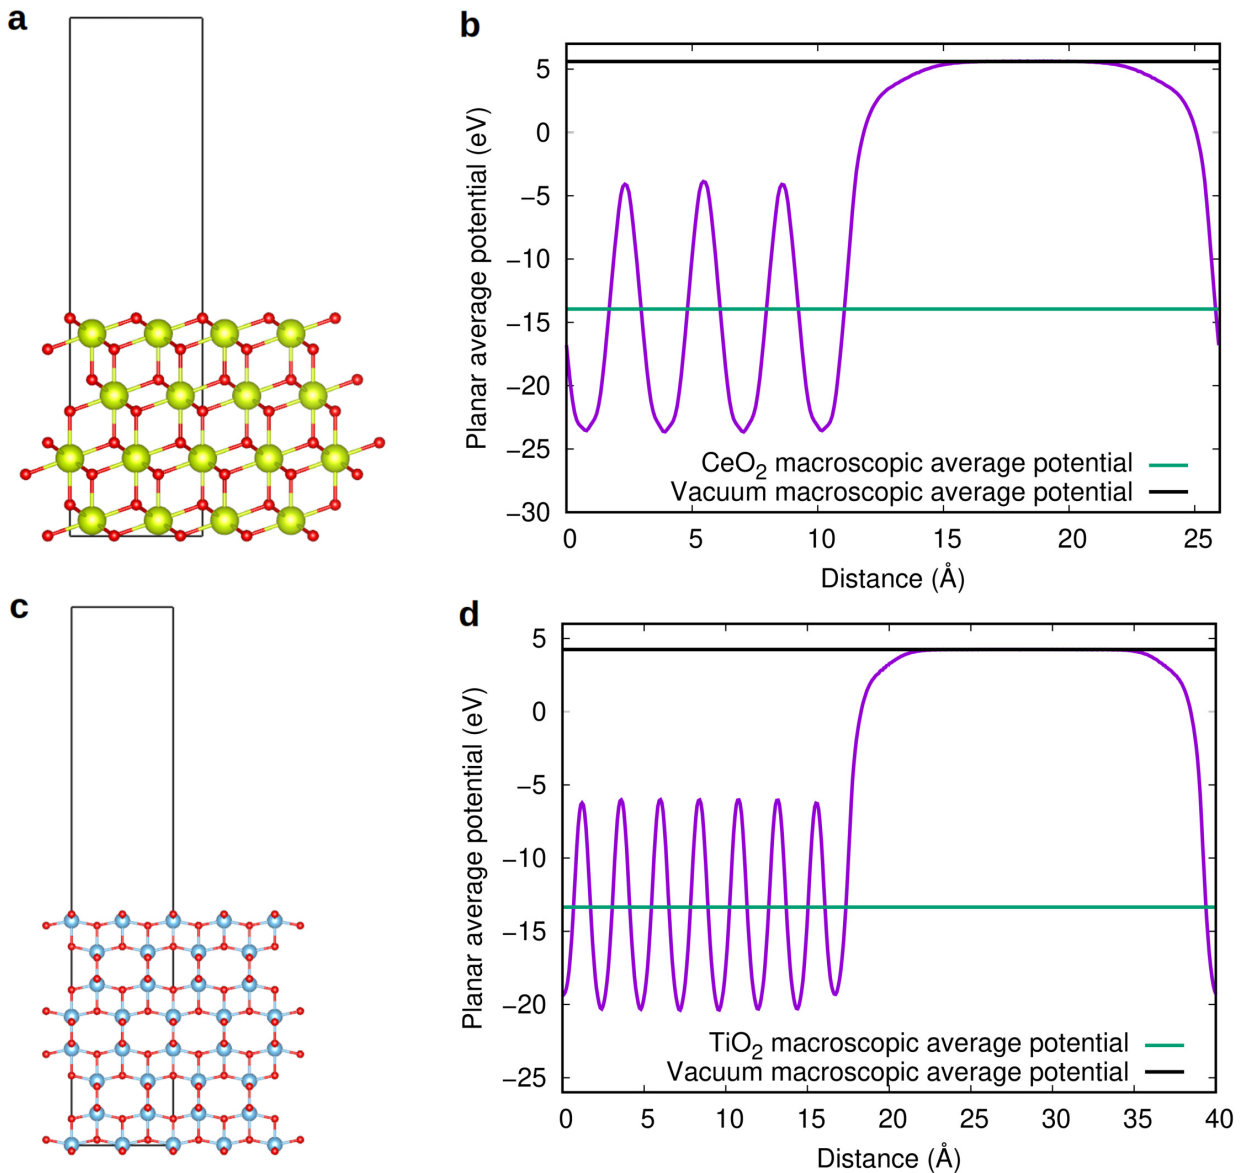 a
b
5
0
−5
−10
−15
−20
−25
−30
Planar average potential (eV)
CeO2 macroscopic average potential
Vacuum macroscopic average potential
0 5 10 15 20 25
Distance (Å)
c
d
5
0
−5
−10
−15
−20
−25
Planar average potential (eV)
TiO2 macroscopic average potential
Vacuum macroscopic average potential
0 5 10 15 20 25 30 35 40
Distance (Å)